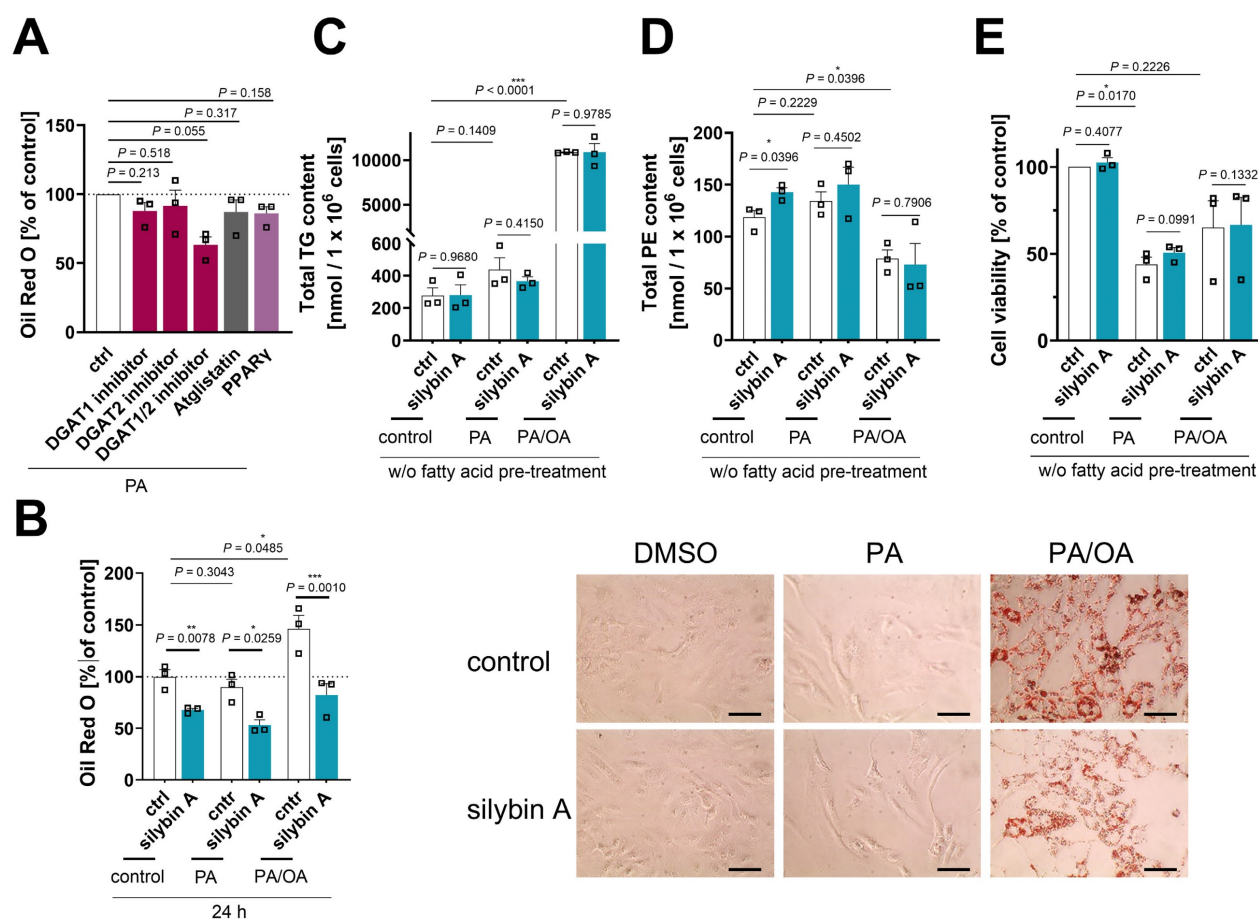 A
P = 0.158
P = 0.317
P = 0.055
P = 0.518
P = 0.213
Oil Red O [% of control]
150
100
50
0
ctrl
DGAT1 inhibitor
DGAT2 inhibitor
DGAT1/2 inhibitor
Atglistatin
PPARγ
PA
C
***
P < 0.0001
P = 0.1409
P = 0.9785
P = 0.4150
P = 0.9680
Total TG content
[nmol / 1 x 10⁶ cells]
10000
5000
600
400
200
0
ctrl
silybin A
cntr
silybin A
cntr
silybin A
control
PA
PA/OA
w/o fatty acid pre-treatment
D
*
P = 0.0396
P = 0.2229
*
P = 0.0396
P = 0.4502
P = 0.7906
Total PE content
[nmol / 1 x 10⁶ cells]
200
150
100
50
0
ctrl
silybin A
cntr
silybin A
cntr
silybin A
control
PA
PA/OA
w/o fatty acid pre-treatment
E
P = 0.2226
*
P = 0.0170
P = 0.4077
P = 0.0991
P = 0.1332
Cell viability [% of control]
100
50
0
ctrl
silybin A
ctrl
silybin A
ctrl
silybin A
control
PA
PA/OA
w/o fatty acid pre-treatment
B
*
P = 0.0485
P = 0.3043
***
P = 0.0010
**
P = 0.0078
*
P = 0.0259
Oil Red O [% of control]
200
150
100
50
0
ctrl
silybin A
cntr
silybin A
cntr
silybin A
control
PA
PA/OA
24 h
DMSO
PA
PA/OA
control
silybin A